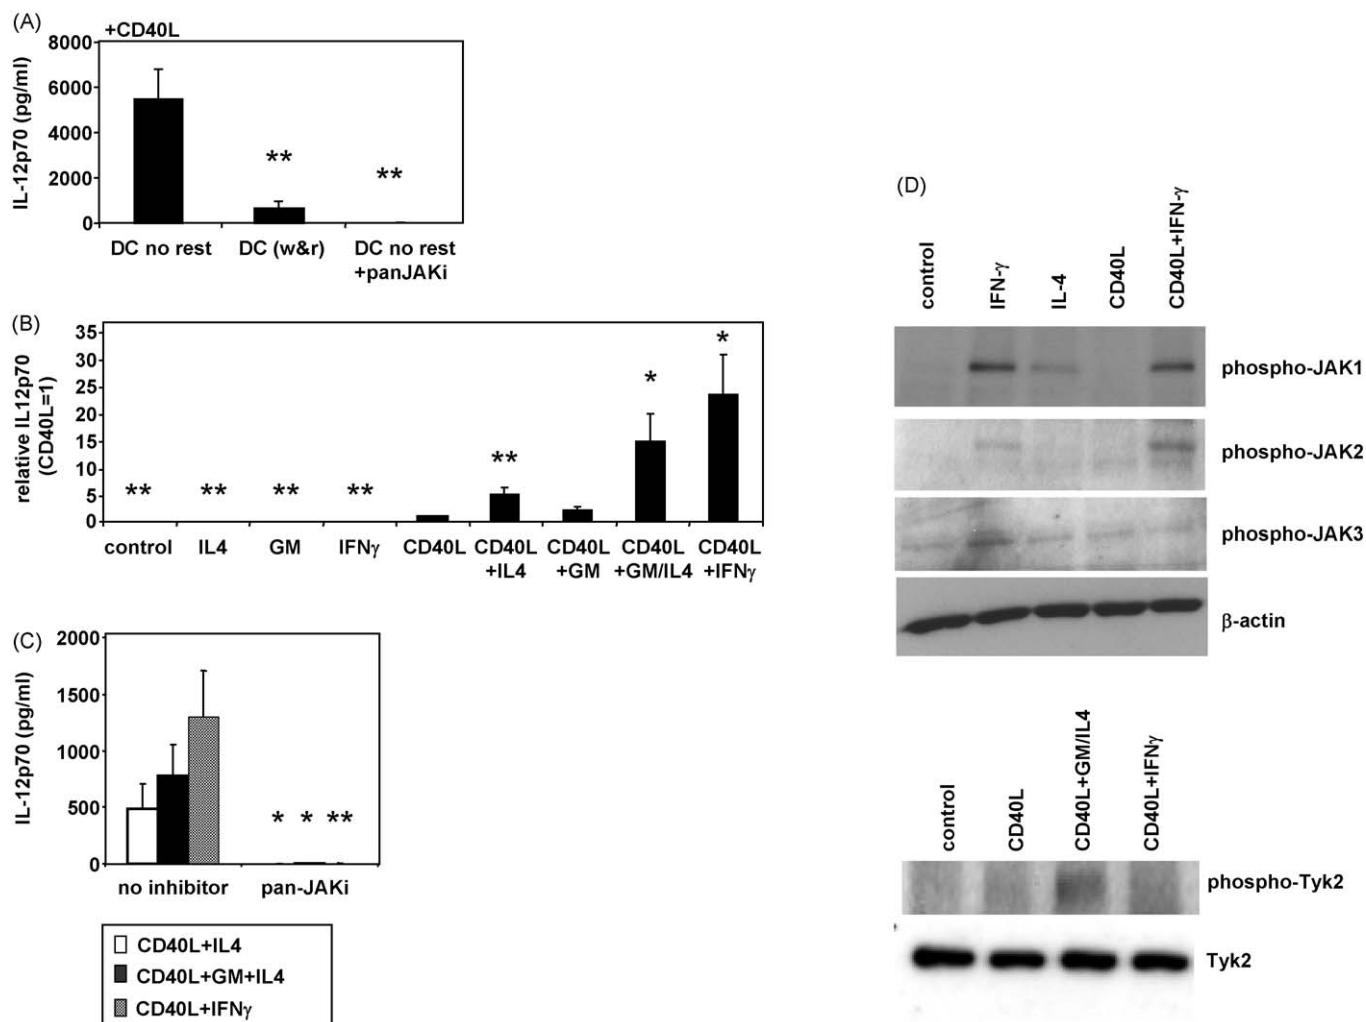 (A)
+CD40L
8000
6000
4000
2000
0
IL-12p70 (pg/ml)
**
**
DC no rest
DC (w&r)
DC no rest
+panJAKi
(B)
35
30
25
20
15
10
5
0
relative IL12p70
(CD40L=1)
** ** ** ** ** * *
control
IL4
GM
IFNγ
CD40L
CD40L
+IL4
CD40L
+GM
CD40L
+GM/IL4
CD40L
+IFNγ
(C)
2000
1500
1000
500
0
IL-12p70 (pg/ml)
* * **
no inhibitor
pan-JAKi
CD40L+IL4
CD40L+GM+IL4
CD40L+IFNγ
(D)
control
IFN-γ
IL-4
CD40L
CD40L+IFN-γ
phospho-JAK1
phospho-JAK2
phospho-JAK3
β-actin
control
CD40L
CD40L+GM/IL4
CD40L+IFNγ
phospho-Tyk2
Tyk2